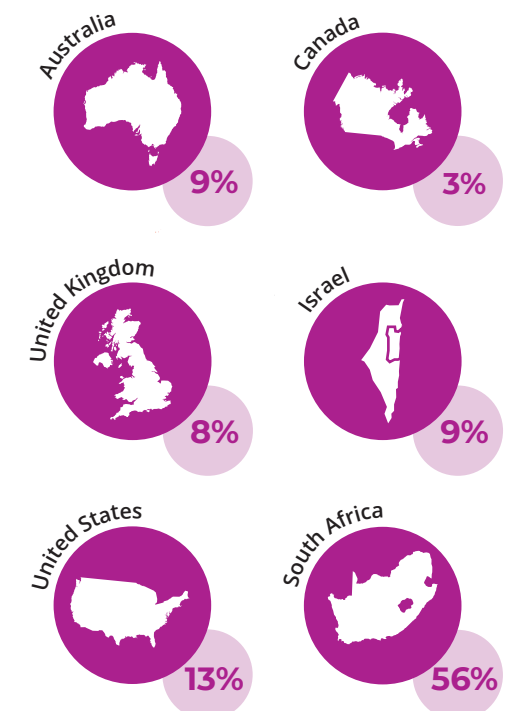 Australia
9%
Canada
3%
United Kingdom
8%
Israel
9%
United States
13%
South Africa
56%